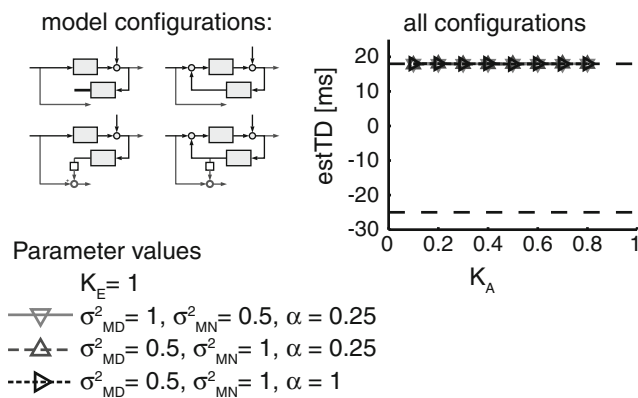 model configurations:
all configurations
estTD [ms]
20
10
0
-10
-20
-30
0 0.2 0.4 0.6 0.8 1
K_A
Parameter values
K_E= 1
σ²_MD= 1, σ²_MN= 0.5, α = 0.25
σ²_MD= 0.5, σ²_MN= 1, α = 0.25
σ²_MD= 0.5, σ²_MN= 1, α = 1